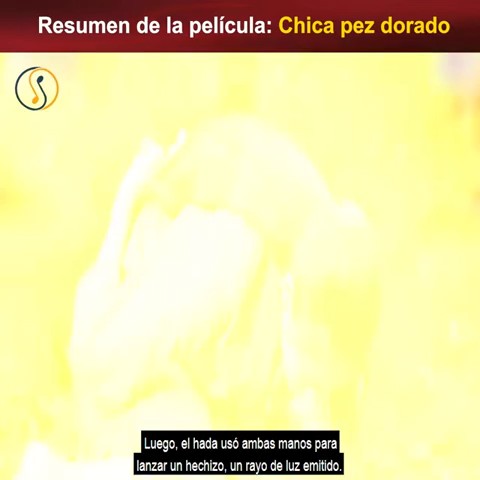 Resumen de la película: Chica pez dorado
Luego, el hada usó ambas manos para
lanzar un hechizo, un rayo de luz emitido.